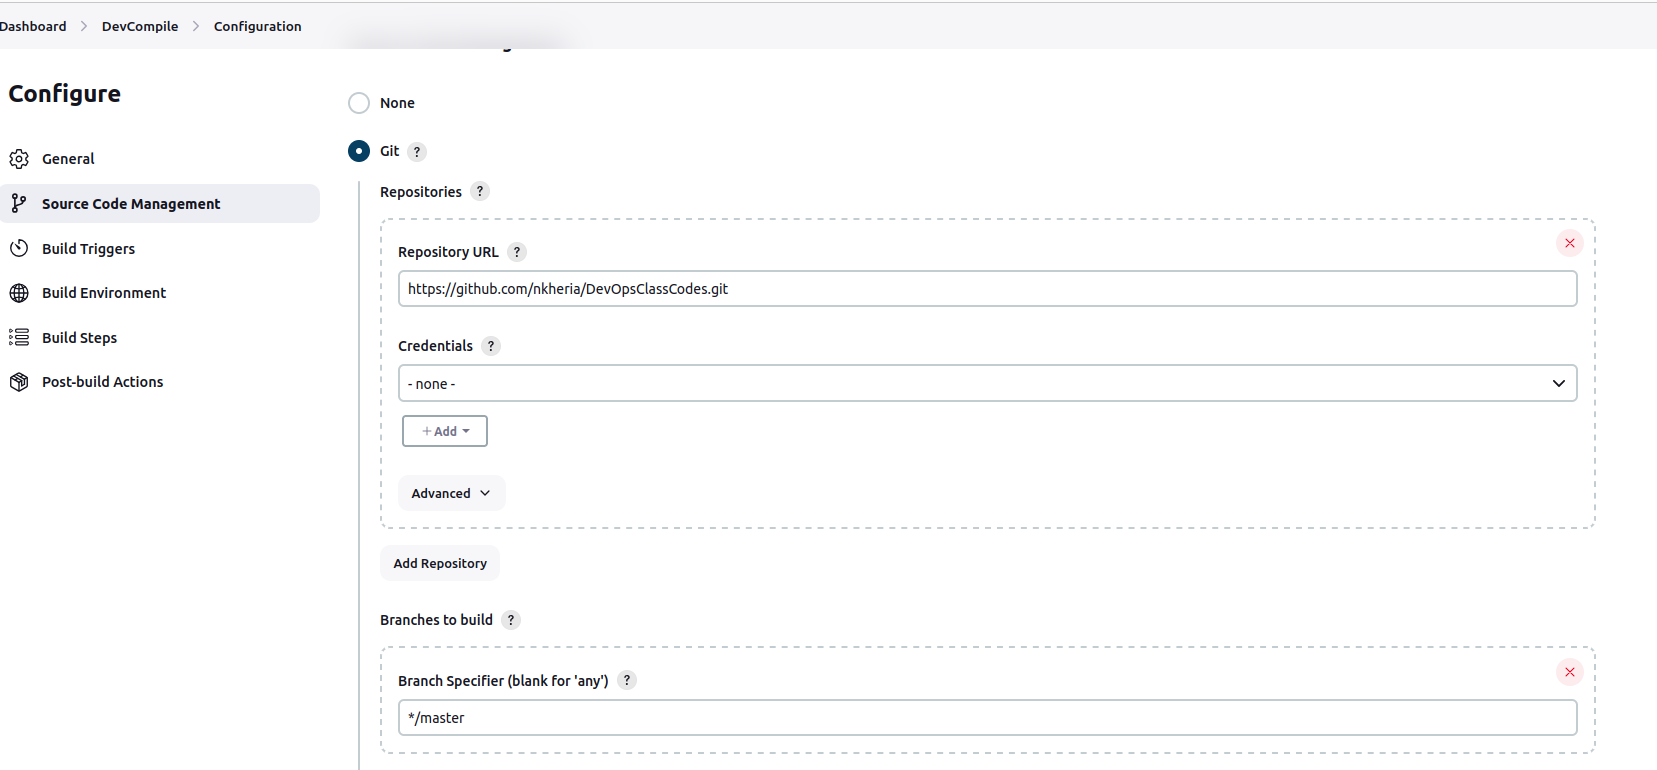 Dashboard > DevCompile > Configuration
Configure
General
Source Code Management
Build Triggers
Build Environment
Build Steps
Post-build Actions
None
Git ?
Repositories ?
Repository URL ?
https://github.com/nkheria/DevOpsClassCodes.git
Credentials ?
- none -
+ Add
Advanced
Add Repository
Branches to build ?
Branch Specifier (blank for 'any') ?
*/master